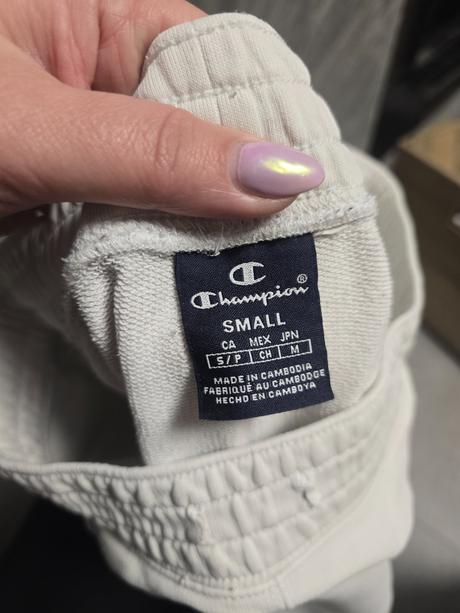 Champion®
SMALL
CA MEX JPN
S/P CH M
MADE IN CAMBODIA
FABRIQUÉ AU CAMBODGE
HECHO EN CAMBOYA